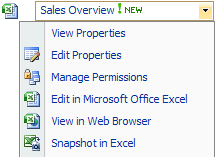 Sales Overview ! NEW
View Properties
Edit Properties
Manage Permissions
Edit in Microsoft Office Excel
View in Web Browser
Snapshot in Excel